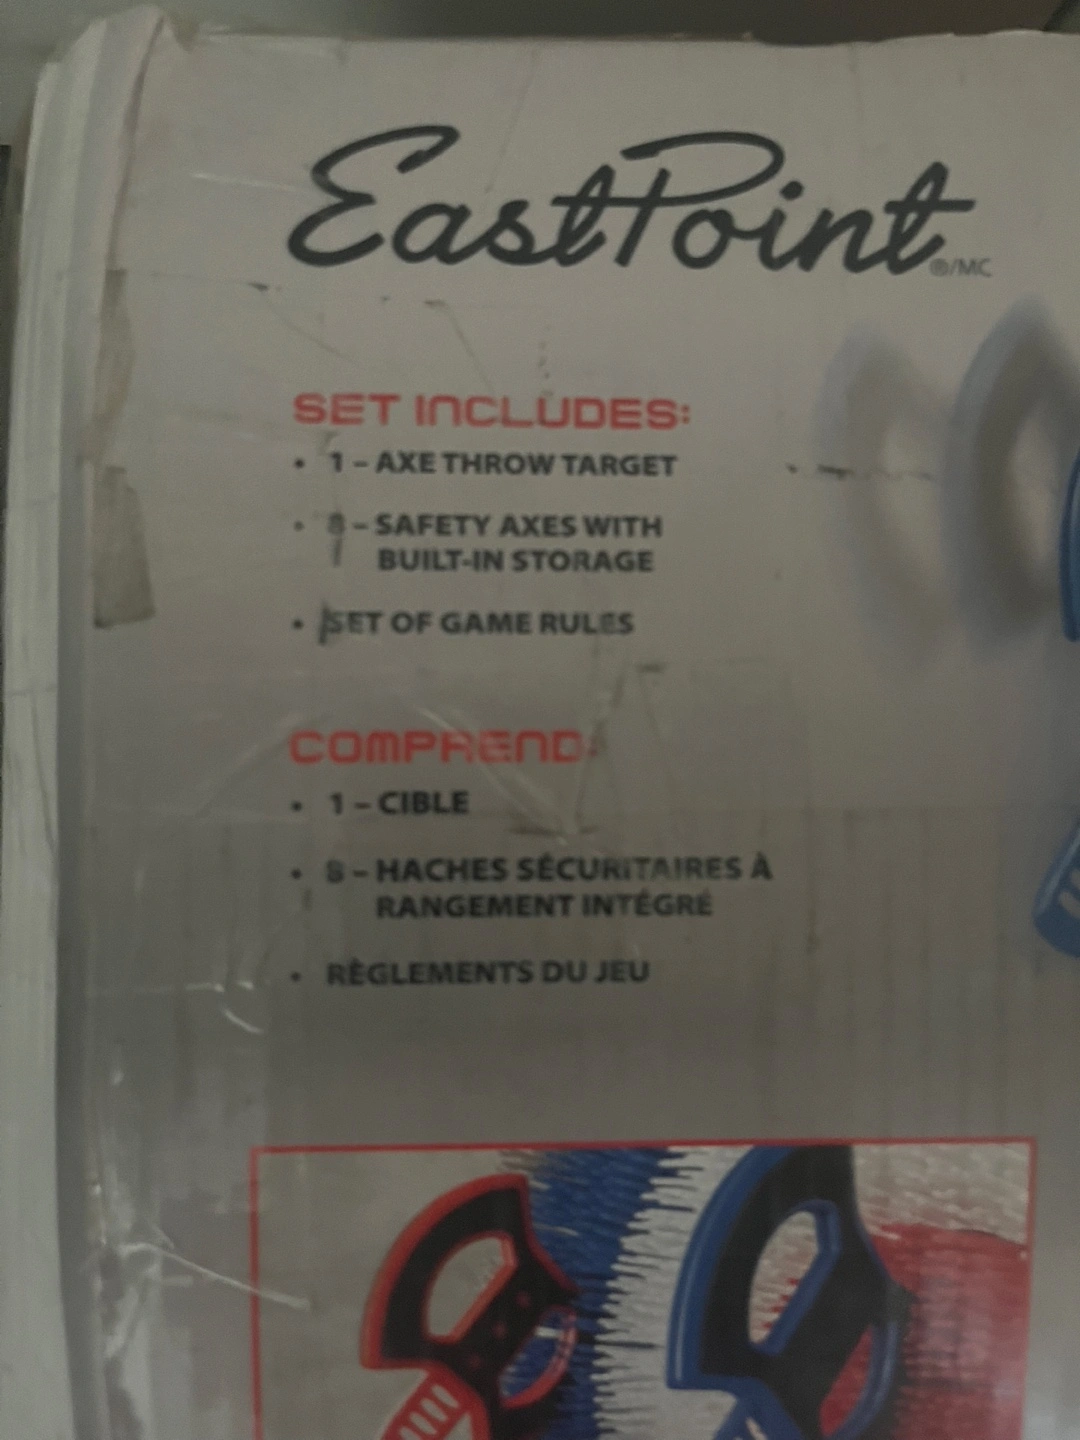 EastPoint®/MC
SET INCLUDES:
• 1 – AXE THROW TARGET
• 8 – SAFETY AXES WITH
BUILT-IN STORAGE
• SET OF GAME RULES
COMPREND:
• 1 – CIBLE
• 8 – HACHES SÉCURITAIRES À
RANGEMENT INTÉGRÉ
• RÈGLEMENTS DU JEU